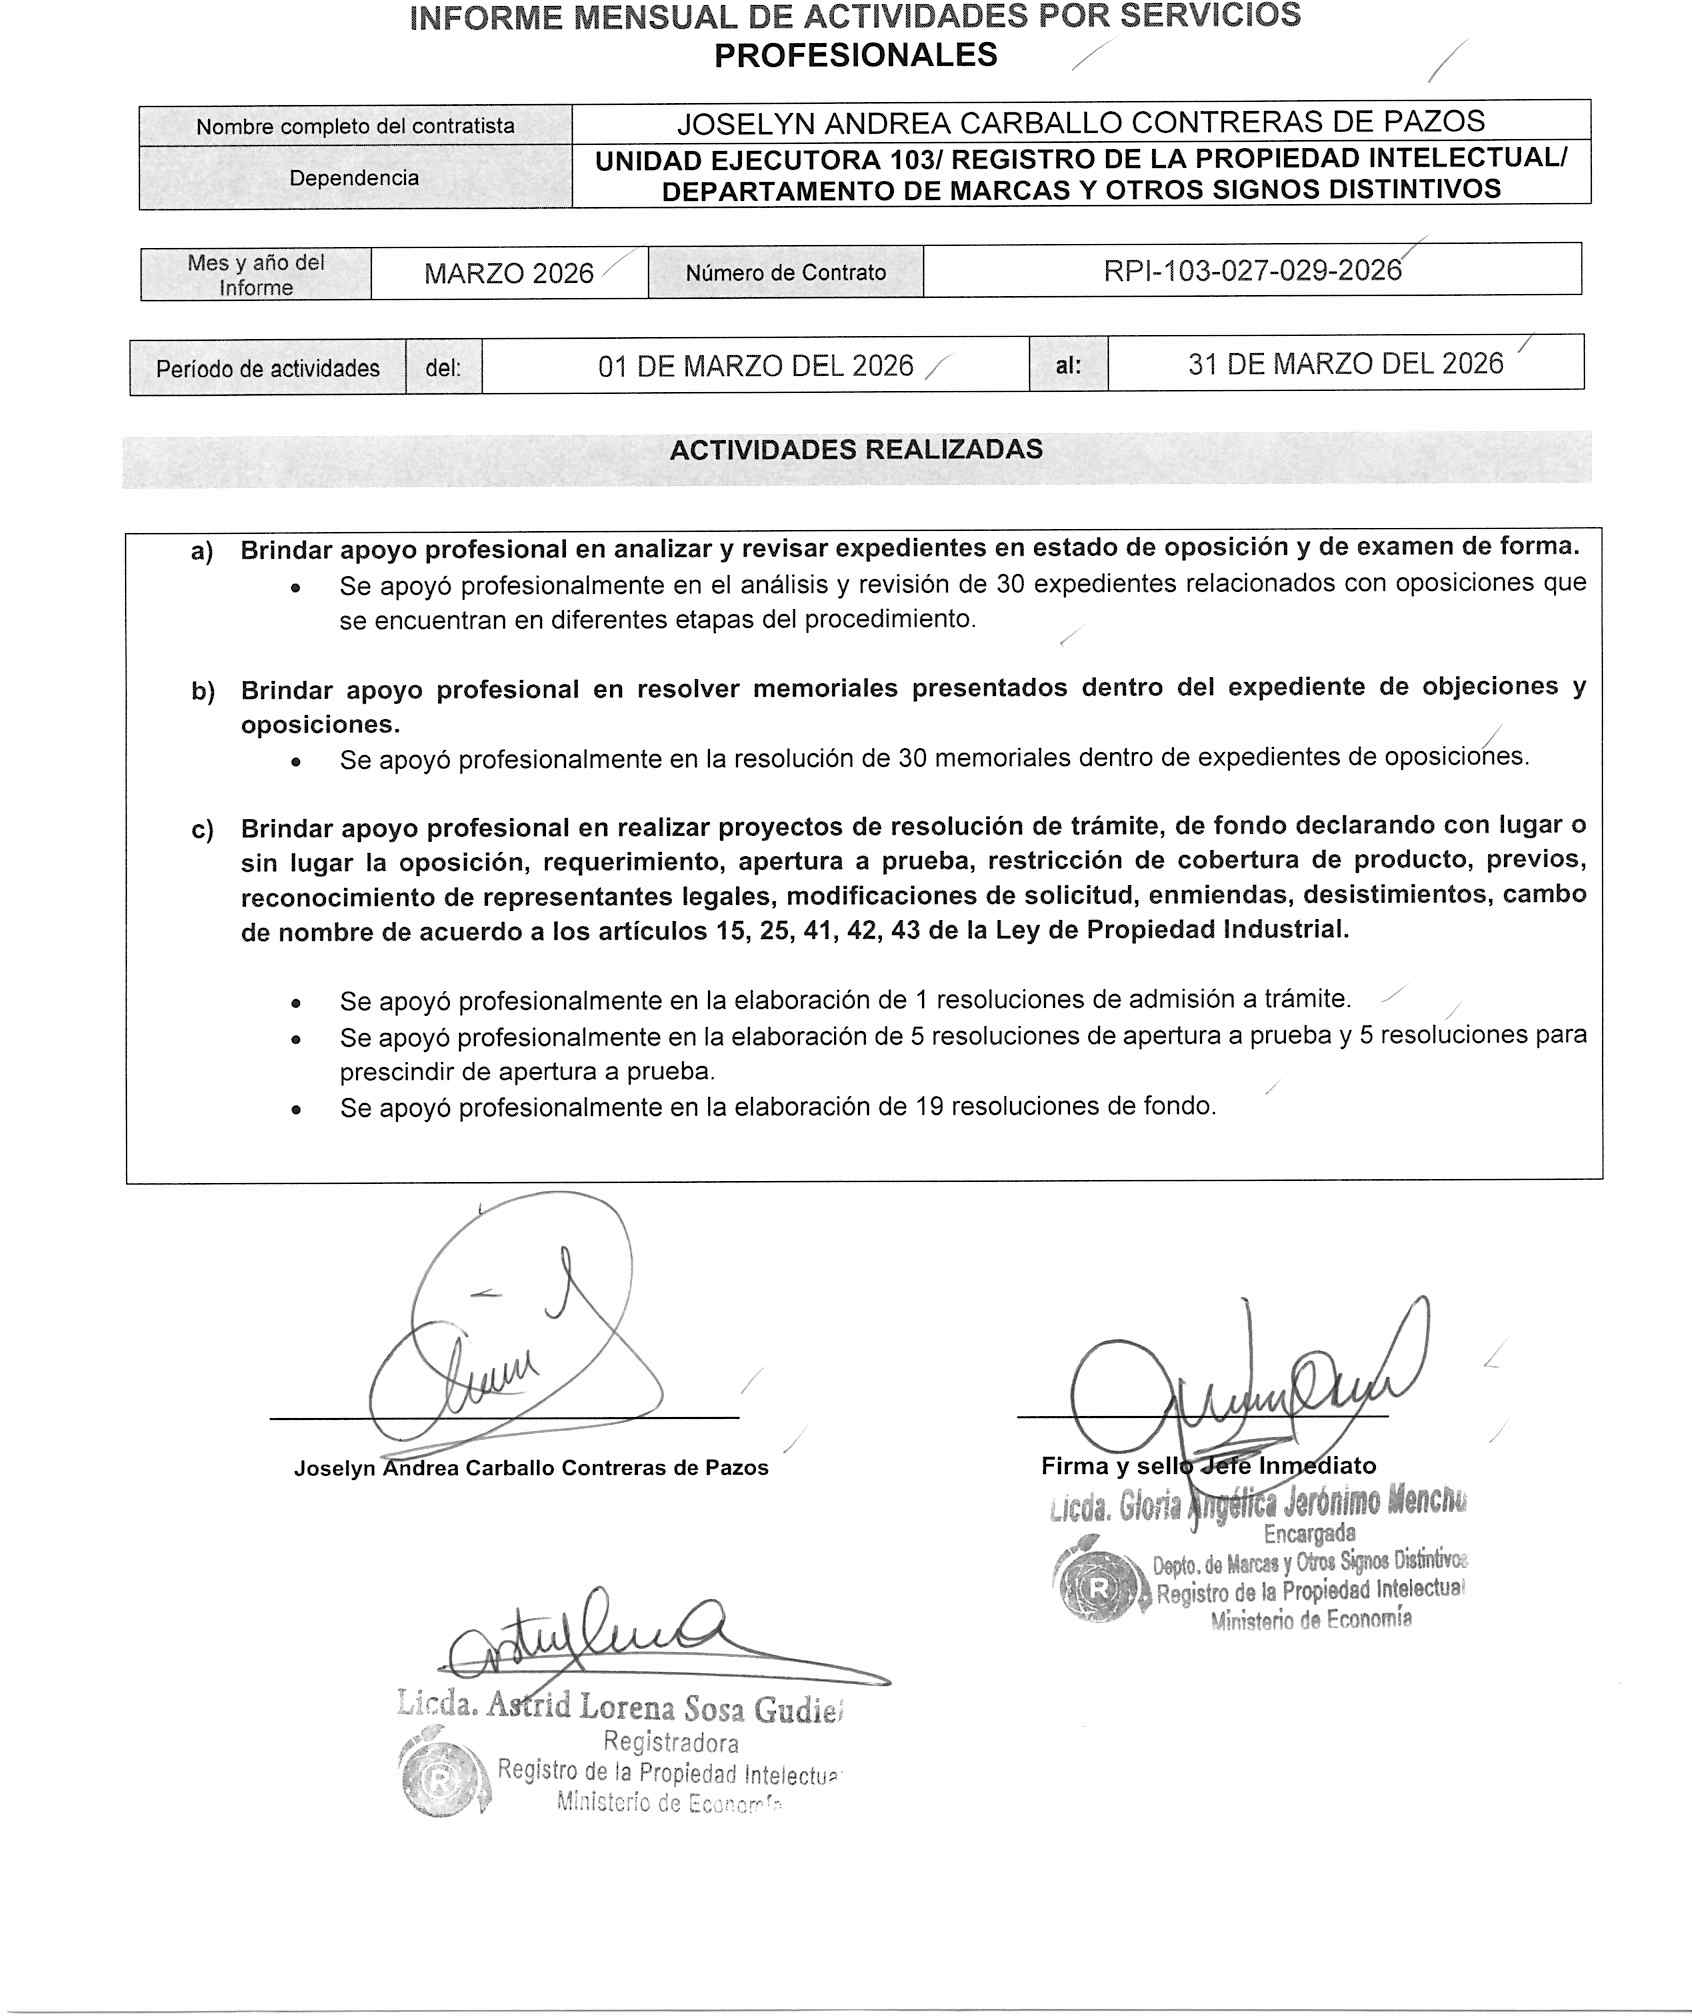 INFORME MENSUAL DE ACTIVIDADES POR SERVICIOS
PROFESIONALES
Nombre completo del contratista
JOSELYN ANDREA CARBALLO CONTRERAS DE PAZOS
Dependencia
UNIDAD EJECUTORA 103/ REGISTRO DE LA PROPIEDAD INTELECTUAL/
DEPARTAMENTO DE MARCAS Y OTROS SIGNOS DISTINTIVOS
Mes y año del
Informe
MARZO 2026
Número de Contrato
RPI-103-027-029-2026
Período de actividades
del:
01 DE MARZO DEL 2026
al:
31 DE MARZO DEL 2026
ACTIVIDADES REALIZADAS
a) Brindar apoyo profesional en analizar y revisar expedientes en estado de oposición y de examen de forma.
• Se apoyó profesionalmente en el análisis y revisión de 30 expedientes relacionados con oposiciones que
se encuentran en diferentes etapas del procedimiento.
b) Brindar apoyo profesional en resolver memoriales presentados dentro del expediente de objeciones y
oposiciones.
• Se apoyó profesionalmente en la resolución de 30 memoriales dentro de expedientes de oposiciones.
c) Brindar apoyo profesional en realizar proyectos de resolución de trámite, de fondo declarando con lugar o
sin lugar la oposición, requerimiento, apertura a prueba, restricción de cobertura de producto, previos,
reconocimiento de representantes legales, modificaciones de solicitud, enmiendas, desistimientos, cambo
de nombre de acuerdo a los artículos 15, 25, 41, 42, 43 de la Ley de Propiedad Industrial.
• Se apoyó profesionalmente en la elaboración de 1 resoluciones de admisión a trámite.
• Se apoyó profesionalmente en la elaboración de 5 resoluciones de apertura a prueba y 5 resoluciones para
prescindir de apertura a prueba.
• Se apoyó profesionalmente en la elaboración de 19 resoluciones de fondo.
Joselyn Andrea Carballo Contreras de Pazos
Firma y sello Jefe Inmediato
Licda. Gloria Angélica Jerónimo Menchu
Encargada
Depto. de Marcas y Otros Signos Distintivos
Registro de la Propiedad Intelectual
Ministerio de Economía
R
Licda. Astrid Lorena Sosa Gudiel
Registradora
Registro de la Propiedad Intelectual
Ministerio de Economía
R